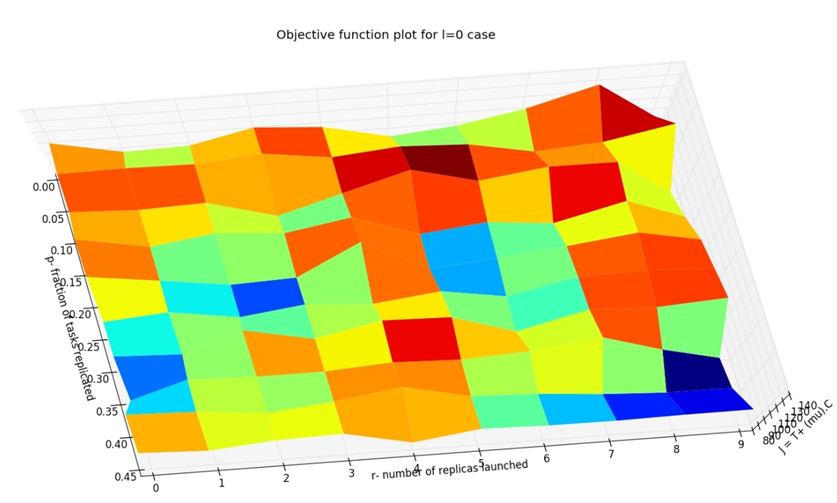 Objective function plot for l=0 case
0.00
0.05
0.10
0.15
0.20
0.25
0.30
0.35
0.40
0.45
p- fraction of tasks replicated
0 1 2 3 4 5 6 7 8 9
r- number of replicas launched
80 90 100 110 120 130 140
J = T+ (mu).C